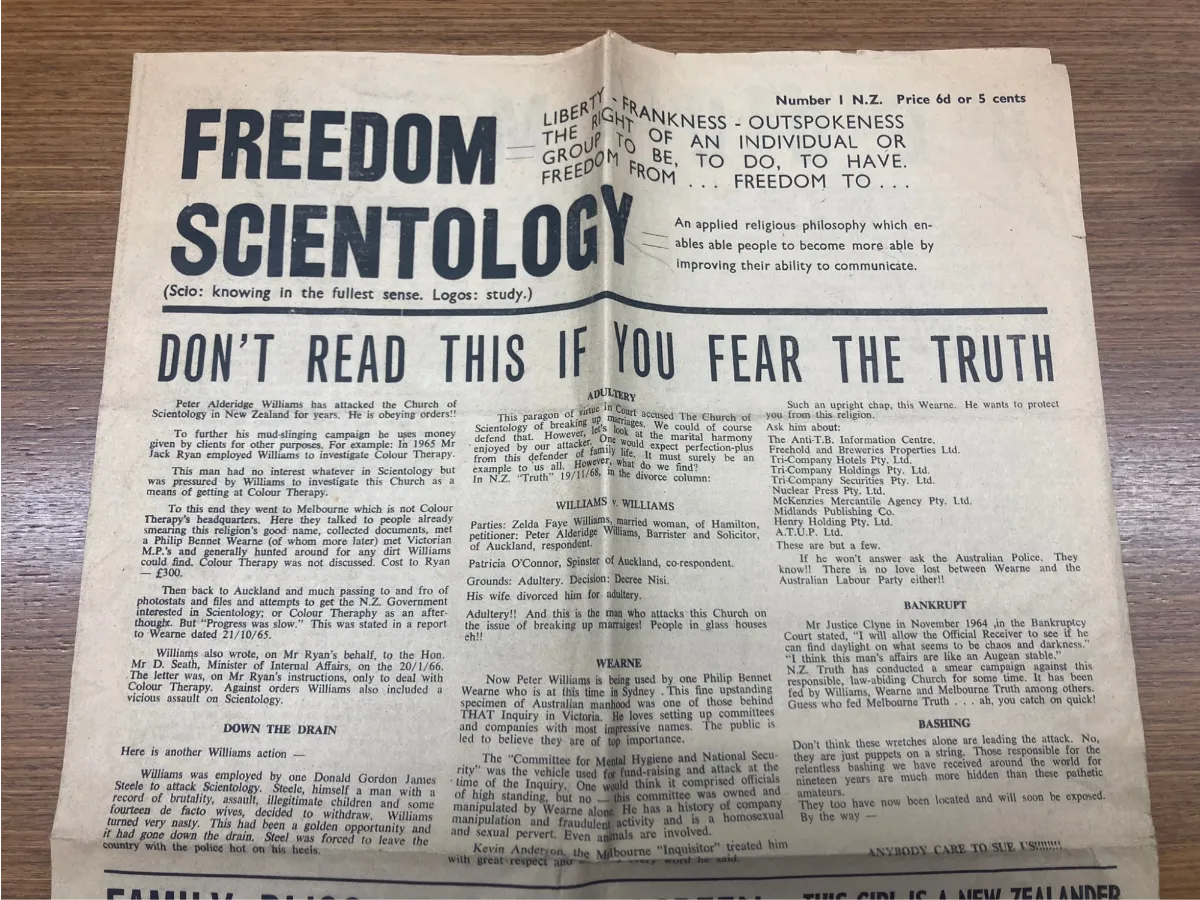 Number 1 N.Z. Price 6d or 5 cents
FREEDOM
LIBERTY - FRANKNESS - OUTSPOKENESS
THE RIGHT OF AN INDIVIDUAL OR
GROUP TO BE, TO DO, TO HAVE.
FREEDOM FROM . . . FREEDOM TO . . .
SCIENTOLOGY
An applied religious philosophy which en-
ables able people to become more able by
improving their ability to communicate.
(Scio: knowing in the fullest sense. Logos: study.)
DON'T READ THIS IF YOU FEAR THE TRUTH
Peter Alderidge Williams has attacked the Church of
Scientology in New Zealand for years. He is obeying orders!!
To further his mud-slinging campaign he uses money
given by clients for other purposes. For example: In 1965 Mr
Jack Ryan employed Williams to investigate Colour Therapy.
This man had no interest whatever in Scientology but
was pressured by Williams to investigate this Church as a
means of getting at Colour Therapy.
To this end they went to Melbourne which is not Colour
Therapy's headquarters. Here they talked to people already
smearing this religion's good name, collected documents, met
a Philip Bennet Wearne (of whom more later) met Victorian
M.P.'s and generally hunted around for any dirt Williams
could find. Colour Therapy was not discussed. Cost to Ryan
— £300.
Then back to Auckland and much passing to and fro of
photostats and files and attempts to get the N.Z. Government
interested in Scientology; or Colour Theraphy as an after-
thought. But "Progress was slow." This was stated in a report
to Wearne dated 21/10/65.
Williams also wrote, on Mr Ryan's behalf, to the Hon.
Mr D. Seath, Minister of Internal Affairs, on the 20/1/66.
The letter was, on Mr Ryan's instructions, only to deal with
Colour Therapy. Against orders Williams also included a
vicious assault on Scientology.
DOWN THE DRAIN
Here is another Williams action —
Williams was employed by one Donald Gordon James
Steele to attack Scientology. Steele, himself a man with a
record of brutality, assault, illegitimate children and some
fourteen de facto wives, decided to withdraw. Williams
turned very nasty. This had been a golden opportunity and
it had gone down the drain. Steel was forced to leave the
country with the police hot on his heels.
ADULTERY
This paragon of virtue in Court accused The Church of
Scientology of breaking up marriages. We could of course
defend that. However, let's look at the marital harmony
enjoyed by our attacker. One would expect perfection-plus
from this defender of family life. It must surely be an
example to us all. However, what do we find?
In N.Z. "Truth" 19/11/68, in the divorce column:
WILLIAMS v. WILLIAMS
Parties: Zelda Faye Williams, married woman, of Hamilton,
petitioner; Peter Alderidge Williams, Barrister and Solicitor,
of Auckland, respondent.
Patricia O'Connor, Spinster of Auckland, co-respondent.
Grounds: Adultery. Decision: Decree Nisi.
His wife divorced him for adultery.
Adultery!! And this is the man who attacks this Church on
the issue of breaking up marraiges! People in glass houses
eh!!
WEARNE
Now Peter Williams is being used by one Philip Bennet
Wearne who is at this time in Sydney . This fine upstanding
specimen of Australian manhood was one of those behind
THAT Inquiry in Victoria. He loves setting up committees
and companies with most impressive names. The public is
led to believe they are of top importance.
The "Committee for Mental Hygiene and National Secu-
rity" was the vehicle used for fund-raising and attack at the
time of the Inquiry. One would think it comprised officials
of high standing, but no — this committee was owned and
manipulated by Wearne alone. He has a history of company
manipulation and fraudulent activity and is a homosexual
and sexual pervert. Even animals are involved.
Kevin Anderson, the Melbourne "Inquisitor" treated him
with great respect and every word he said.
Such an upright chap, this Wearne. He wants to protect
you from this religion.
Ask him about:
The Anti-T.B. Information Centre.
Freehold and Breweries Properties Ltd.
Tri-Company Hotels Pty. Ltd.
Tri-Company Holdings Pty. Ltd.
Tri-Company Securities Pty. Ltd.
Nuclear Press Pty. Ltd.
McKenzies Mercantile Agency Pty. Ltd.
Midlands Publishing Co.
Henry Holding Pty. Ltd.
A.T.U.P. Ltd.
These are but a few.
If he won't answer ask the Australian Police. They
know!! There is no love lost between Wearne and the
Australian Labour Party either!!
BANKRUPT
Mr Justice Clyne in November 1964 ,in the Bankruptcy
Court stated, "I will allow the Official Receiver to see if he
can find daylight on what seems to be chaos and darkness."
"I think this man's affairs are like an Augean stable."
N.Z. Truth has conducted a smear campaign against this
responsible, law-abiding Church for some time. It has been
fed by Williams, Wearne and Melbourne Truth among others.
Guess who fed Melbourne Truth . . . ah, you catch on quick!
BASHING
Don't think these wretches alone are leading the attack. No,
they are just puppets on a string. Those responsible for the
relentless bashing we have received around the world for
nineteen years are much more hidden than these pathetic
amateurs.
They too have now been located and will soon be exposed.
By the way —
ANYBODY CARE TO SUE US!!!!!!!!
THIS GIRL IS A NEW ZEALANDER